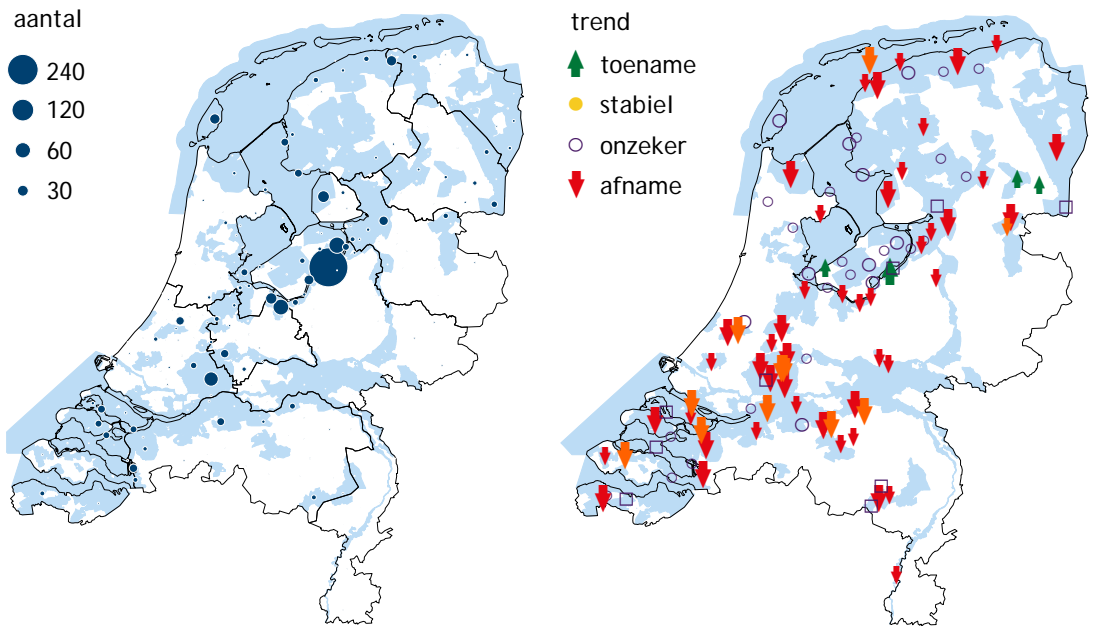 aantal
240
120
60
30
trend
toename
stabiel
onzeker
afname